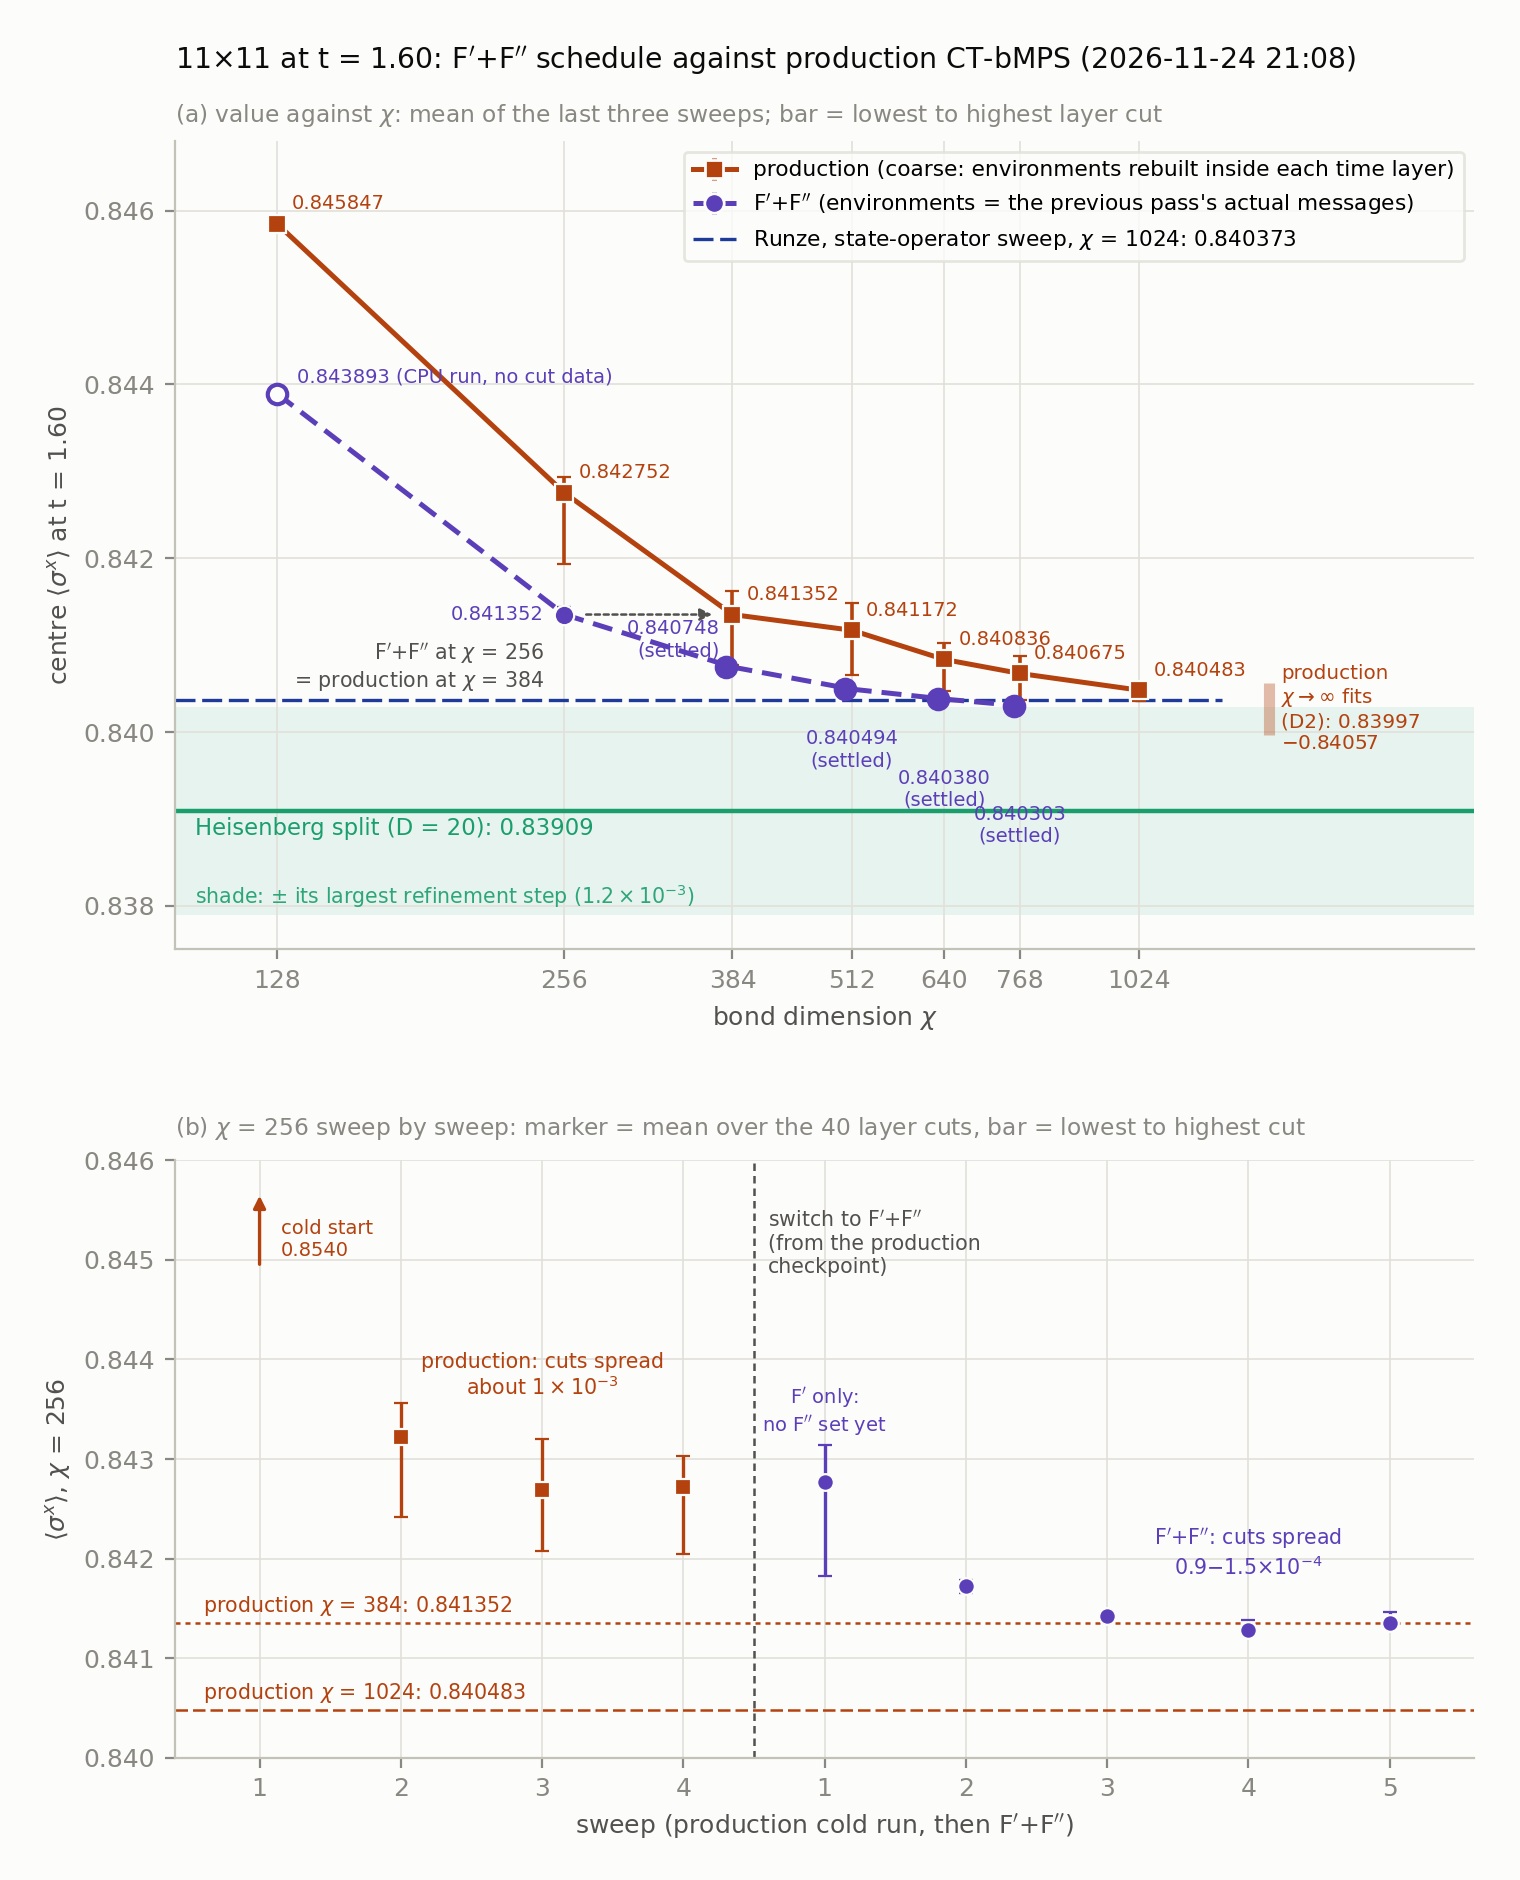 11×11 at t = 1.60: F′+F″ schedule against production CT-bMPS (2026-11-24 21:08)
(a) value against χ: mean of the last three sweeps; bar = lowest to highest layer cut
production (coarse: environments rebuilt inside each time layer)
F′+F″ (environments = the previous pass's actual messages)
Runze, state-operator sweep, χ = 1024: 0.840373
centre ⟨σˣ⟩ at t = 1.60
0.846
0.844
0.842
0.840
0.838
0.845847
0.843893 (CPU run, no cut data)
0.842752
0.841352
0.841352
0.841172
0.840836
0.840675
0.840483
0.840748
(settled)
F′+F″ at χ = 256
= production at χ = 384
production
χ → ∞ fits
(D2): 0.83997
−0.84057
0.840494
(settled)
0.840380
(settled)
0.840303
(settled)
Heisenberg split (D = 20): 0.83909
shade: ± its largest refinement step (1.2 × 10⁻³)
128
256
384
512
640
768
1024
bond dimension χ
(b) χ = 256 sweep by sweep: marker = mean over the 40 layer cuts, bar = lowest to highest cut
⟨σˣ⟩, χ = 256
0.846
0.845
0.844
0.843
0.842
0.841
0.840
cold start
0.8540
switch to F′+F″
(from the production
checkpoint)
production: cuts spread
about 1 × 10⁻³
F′ only:
no F″ set yet
F′+F″: cuts spread
0.9−1.5×10⁻⁴
production χ = 384: 0.841352
production χ = 1024: 0.840483
1
2
3
4
1
2
3
4
5
sweep (production cold run, then F′+F″)